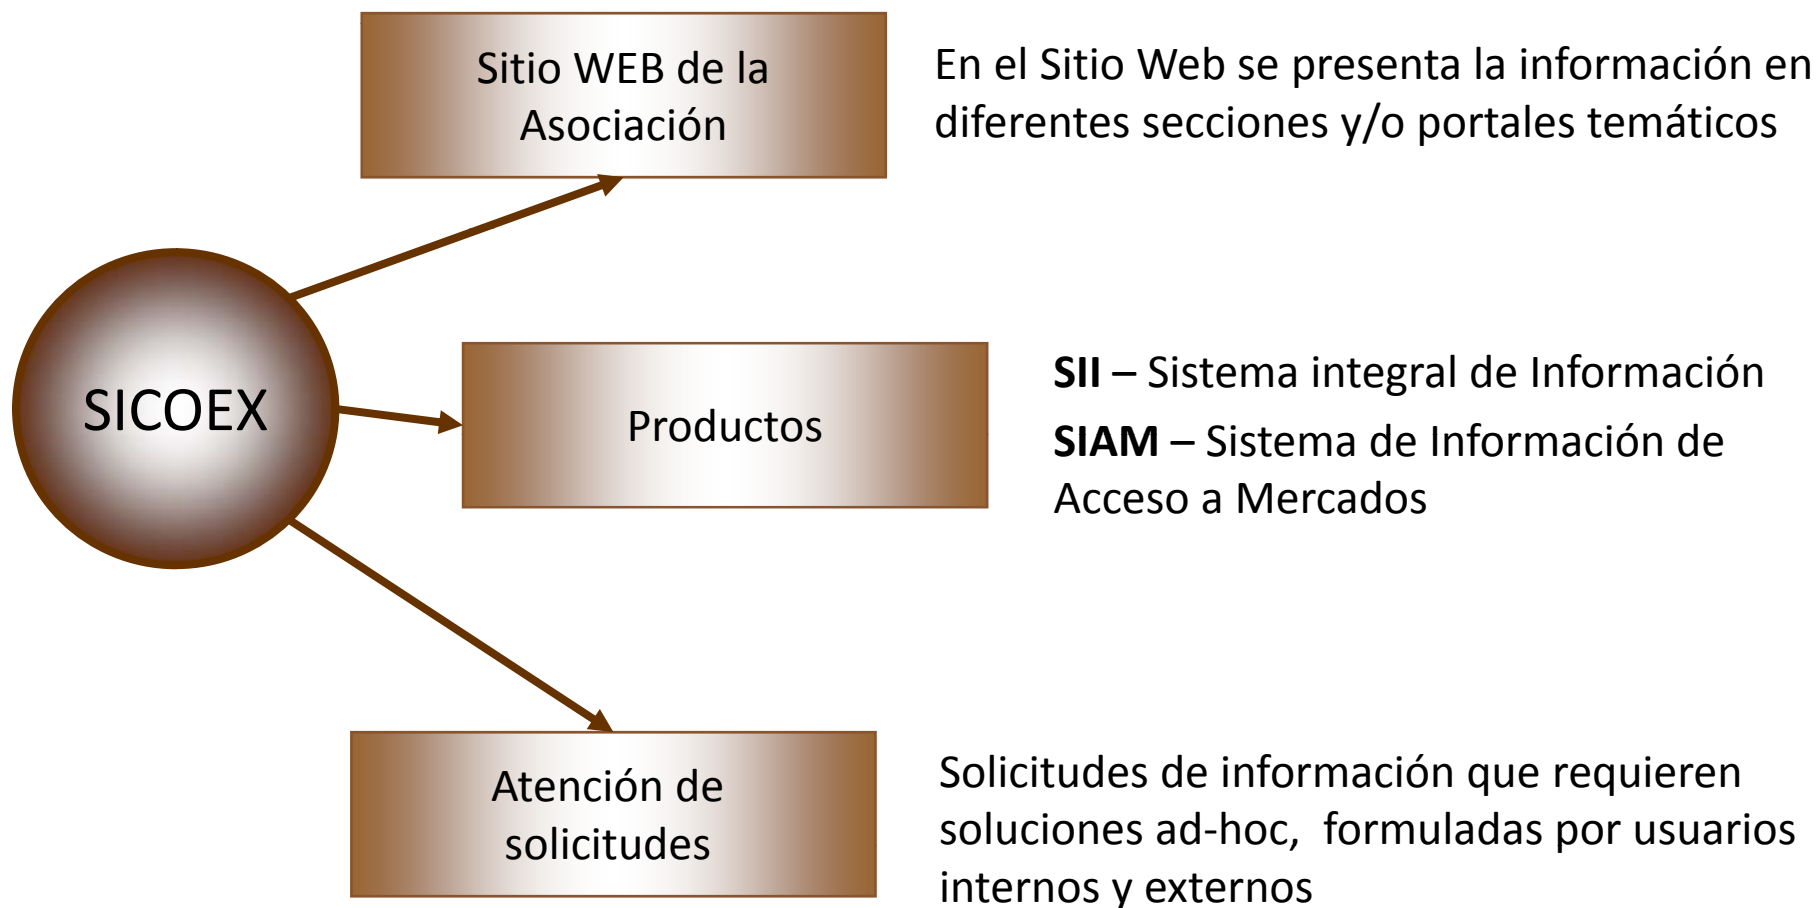 Sitio WEB de la
Asociación
En el Sitio Web se presenta la información en
diferentes secciones y/o portales temáticos
SICOEX
Productos
SII – Sistema integral de Información
SIAM – Sistema de Información de
Acceso a Mercados
Atención de
solicitudes
Solicitudes de información que requieren
soluciones ad-hoc,  formuladas por usuarios
internos y externos